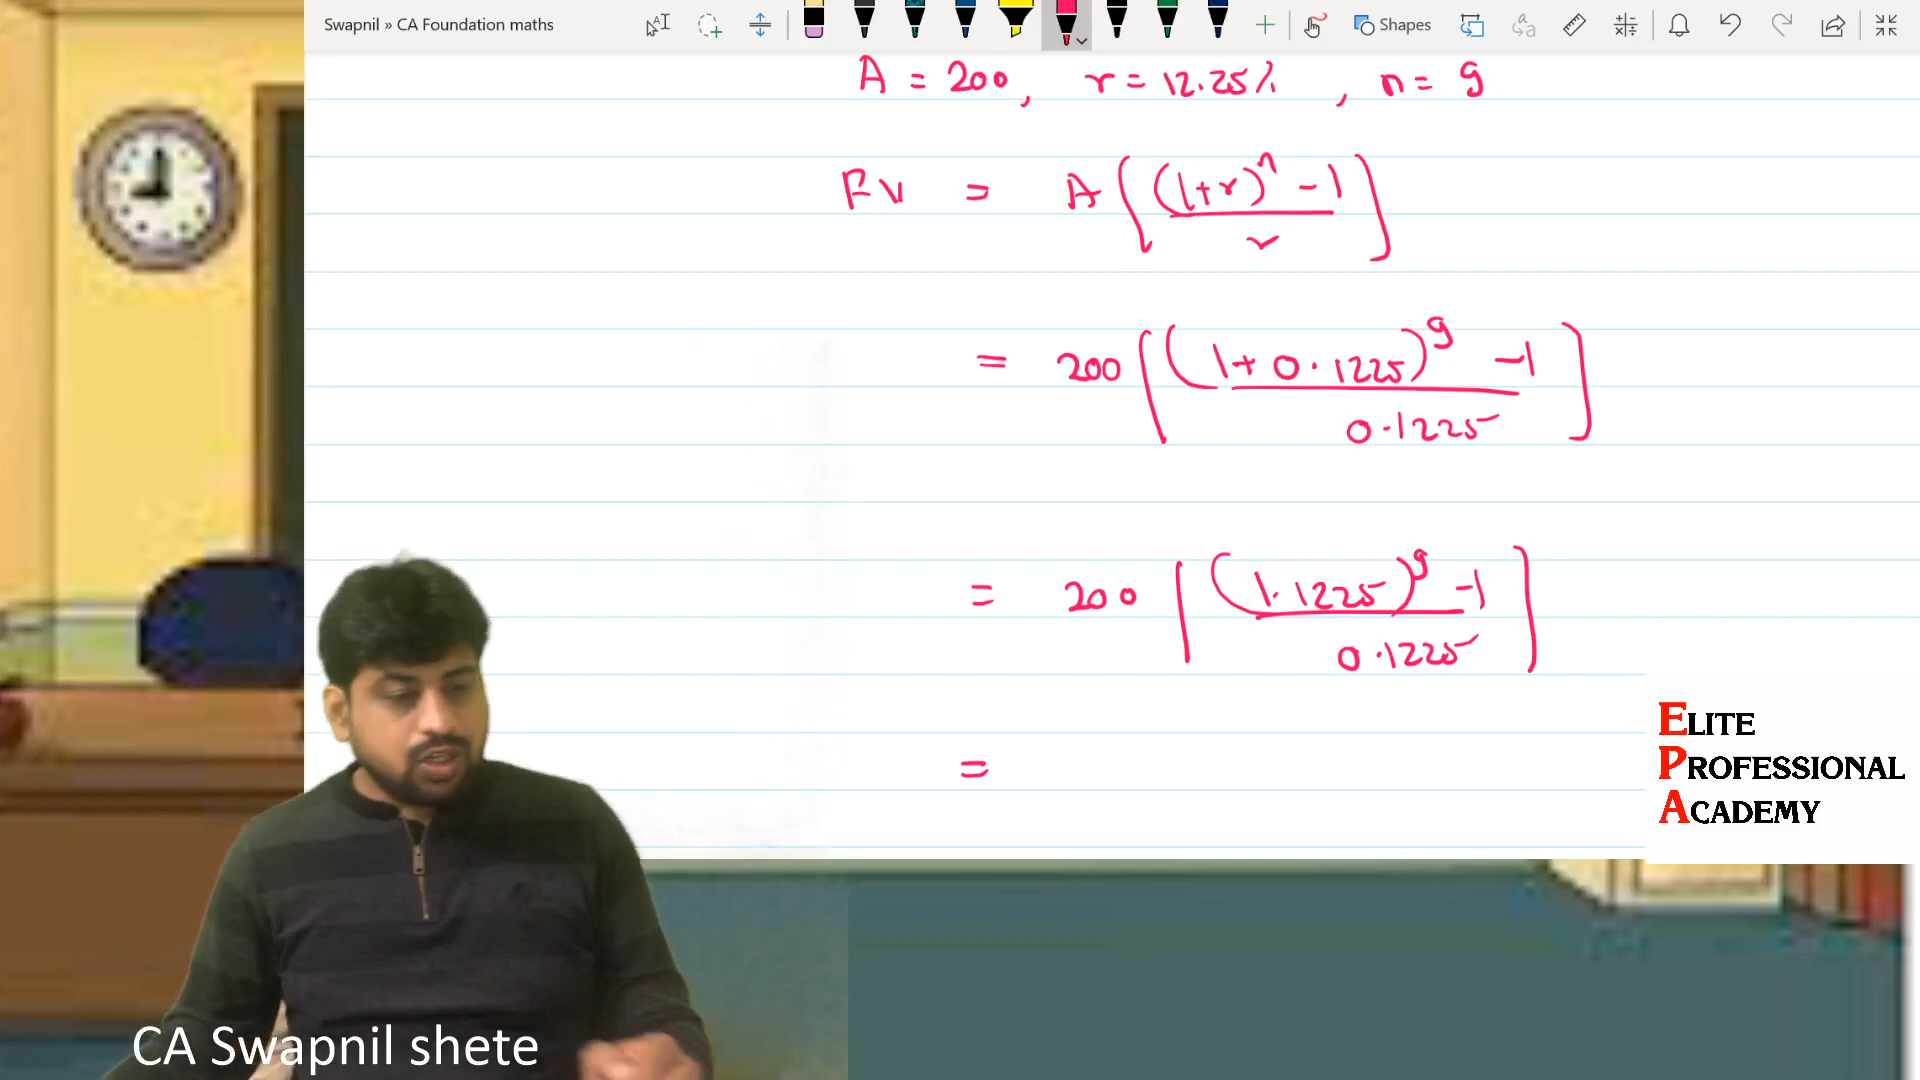 Swapnil » CA Foundation maths
Shapes
A = 200, r = 12.25%, n = 9
FV = A[((1+r)^n - 1)/r]
= 200[((1+0.1225)^9 - 1)/0.1225]
= 200[((1.1225)^9 - 1)/0.1225]
=
ELITE
PROFESSIONAL
ACADEMY
CA Swapnil shete